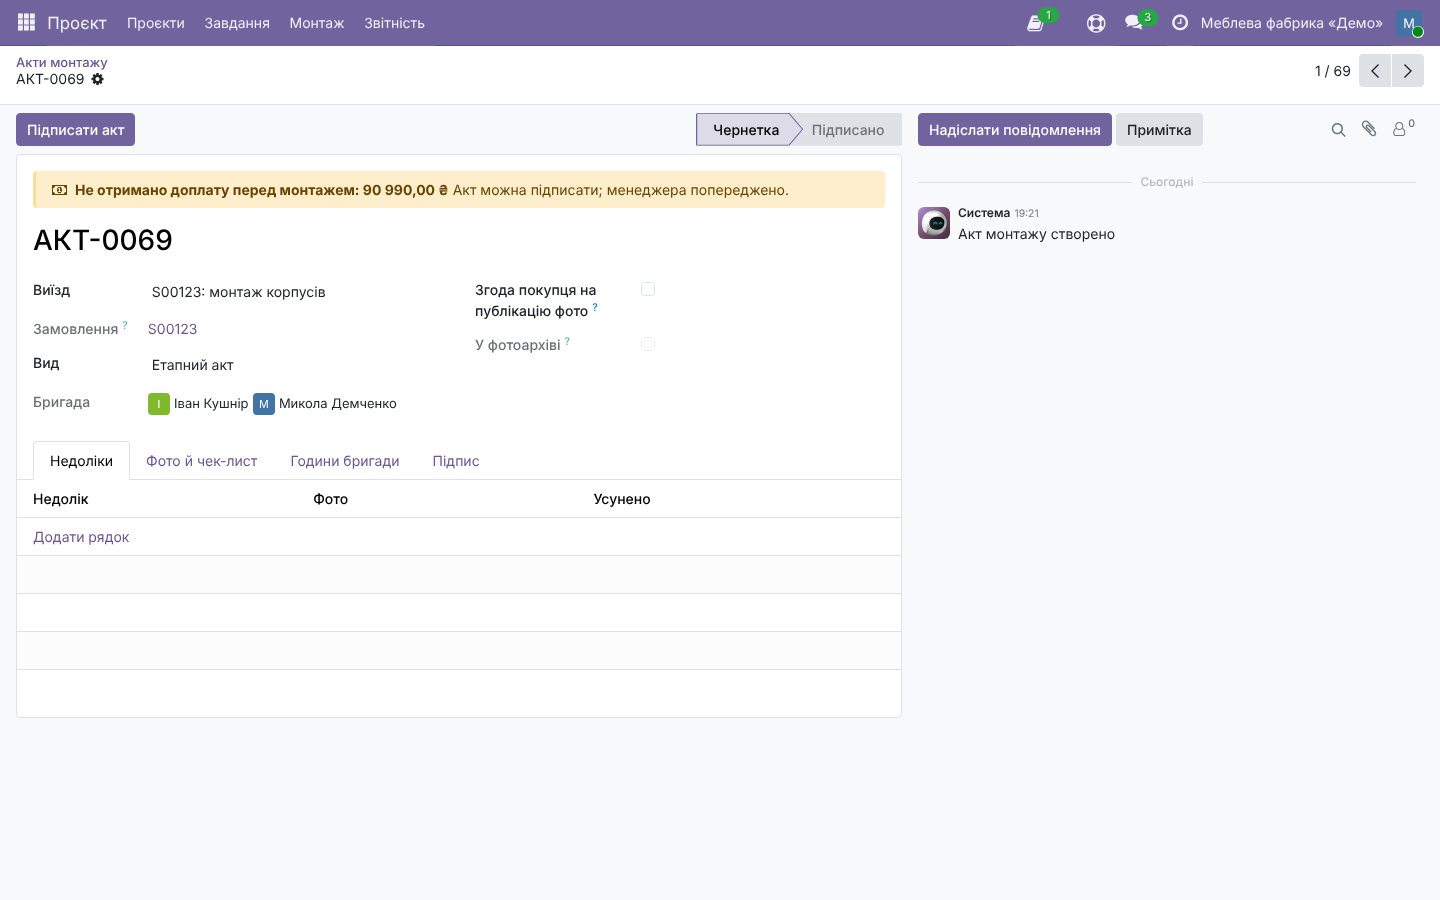 Проєкт Проєкти Завдання Монтаж Звітність 1 3 Меблева фабрика «Демо» M
Акти монтажу
АКТ-0069 1 / 69
Підписати акт Чернетка Підписано Надіслати повідомлення Примітка 0
Не отримано доплату перед монтажем: 90 990,00 ₴ Акт можна підписати; менеджера попереджено.
Сьогодні
Система 19:21
Акт монтажу створено
АКТ-0069
Виїзд S00123: монтаж корпусів
Замовлення ? S00123
Вид Етапний акт
Бригада І Іван Кушнір М Микола Демченко
Згода покупця на
публікацію фото ?
У фотоархіві ?
Недоліки Фото й чек-лист Години бригади Підпис
Недолік Фото Усунено
Додати рядок